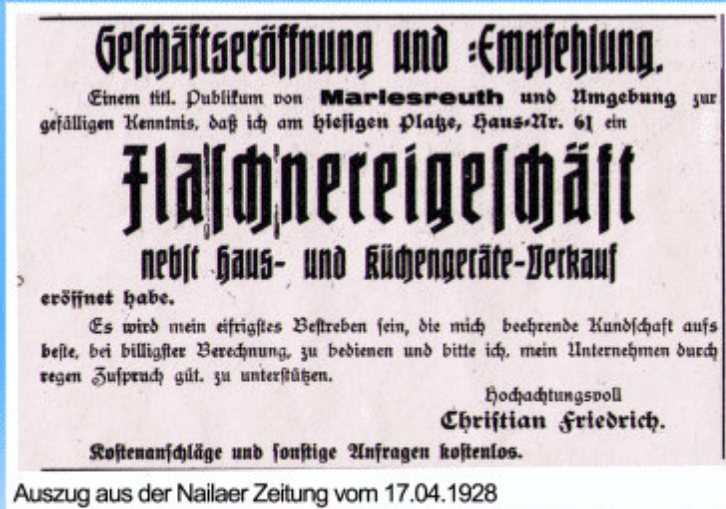 Geschäftseröffnung und =Empfehlung.
Einem titl. Publikum von Marlesreuth und Umgebung zur
gefälligen Kenntnis, daß ich am hiesigen Platze, Haus-Nr. 61 ein
Flaschnereigeschäft
nebst Haus- und Küchengeräte-Verkauf
eröffnet habe.
Es wird mein eifrigstes Bestreben sein, die mich beehrende Kundschaft aufs
beste, bei billigster Berechnung, zu bedienen und bitte ich, mein Unternehmen durch
regen Zuspruch güt. zu unterstützen.
Hochachtungsvoll
Christian Friedrich.
Kostenanschläge und sonstige Anfragen kostenlos.
Auszug aus der Nailaer Zeitung vom 17.04.1928